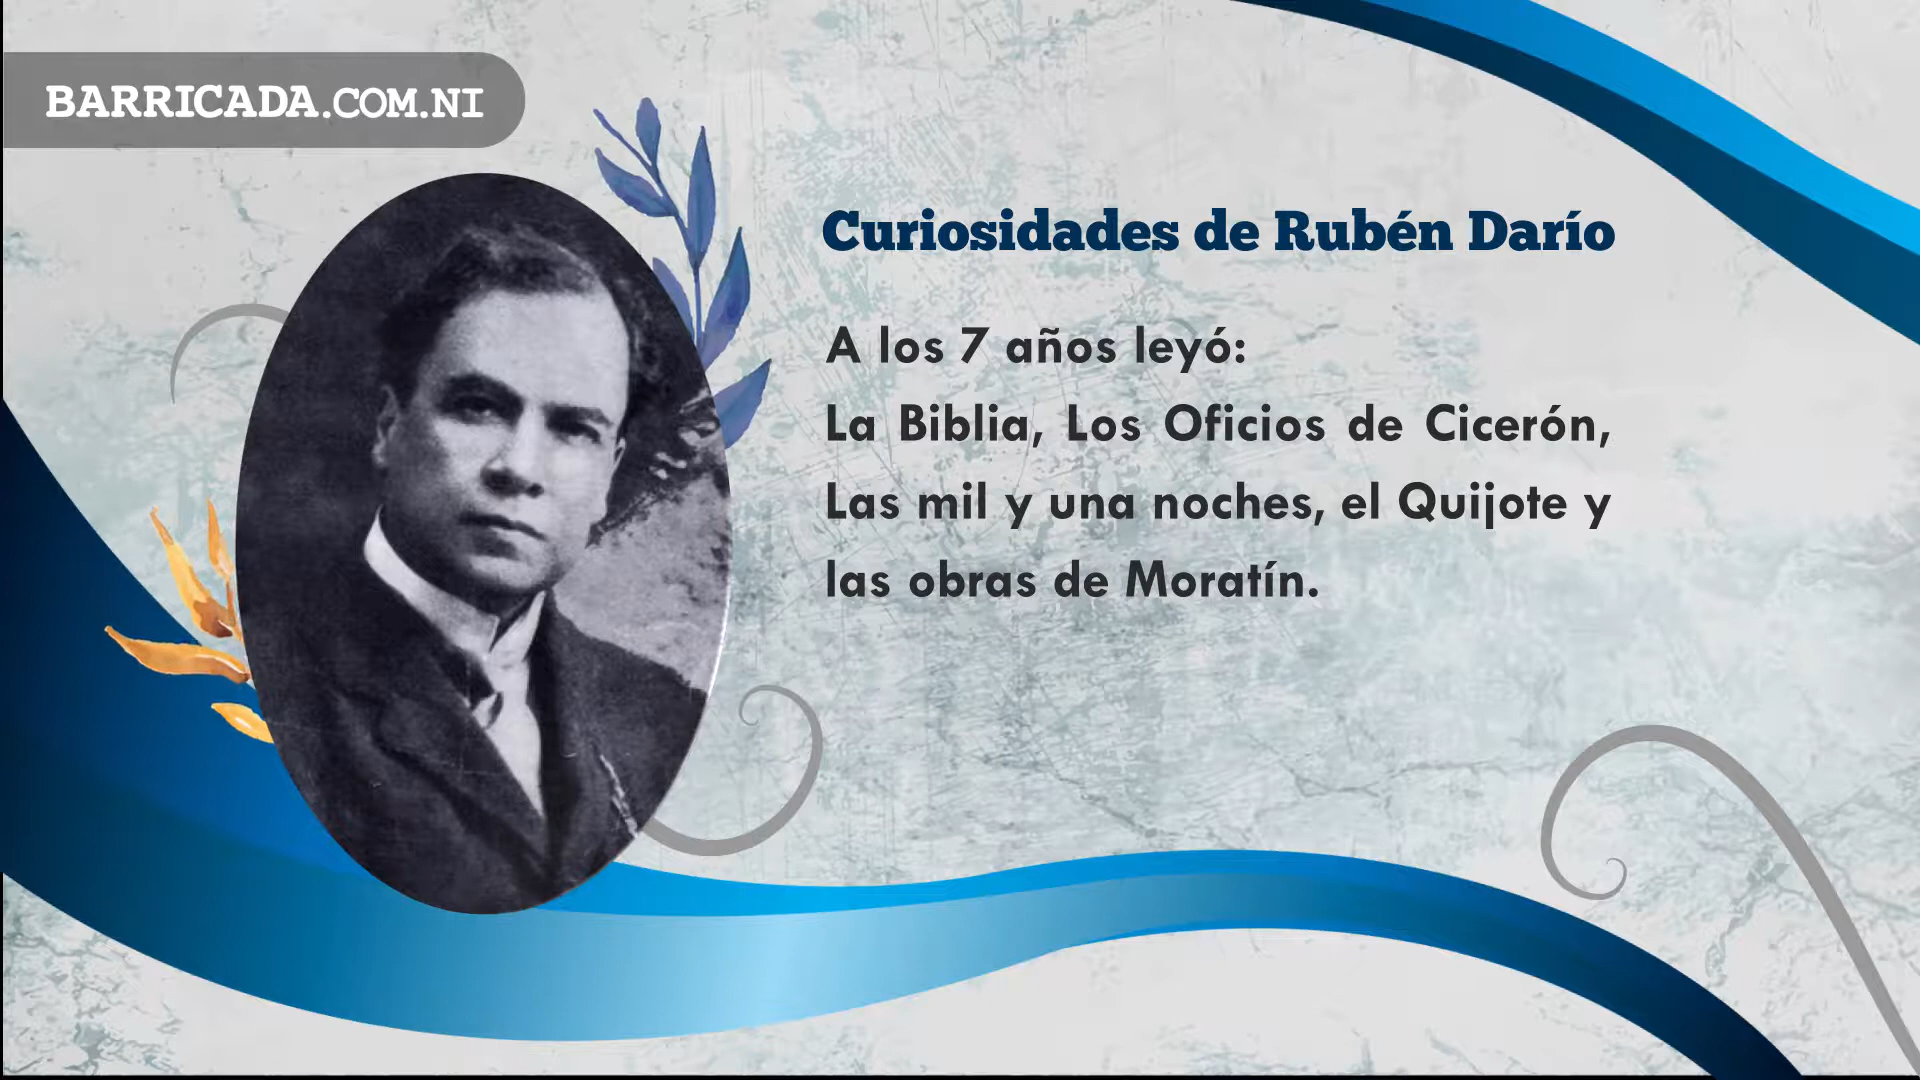 BARRICADA.COM.NI
Curiosidades de Rubén Darío
A los 7 años leyó:
La Biblia, Los Oficios de Cicerón,
Las mil y una noches, el Quijote y
las obras de Moratín.